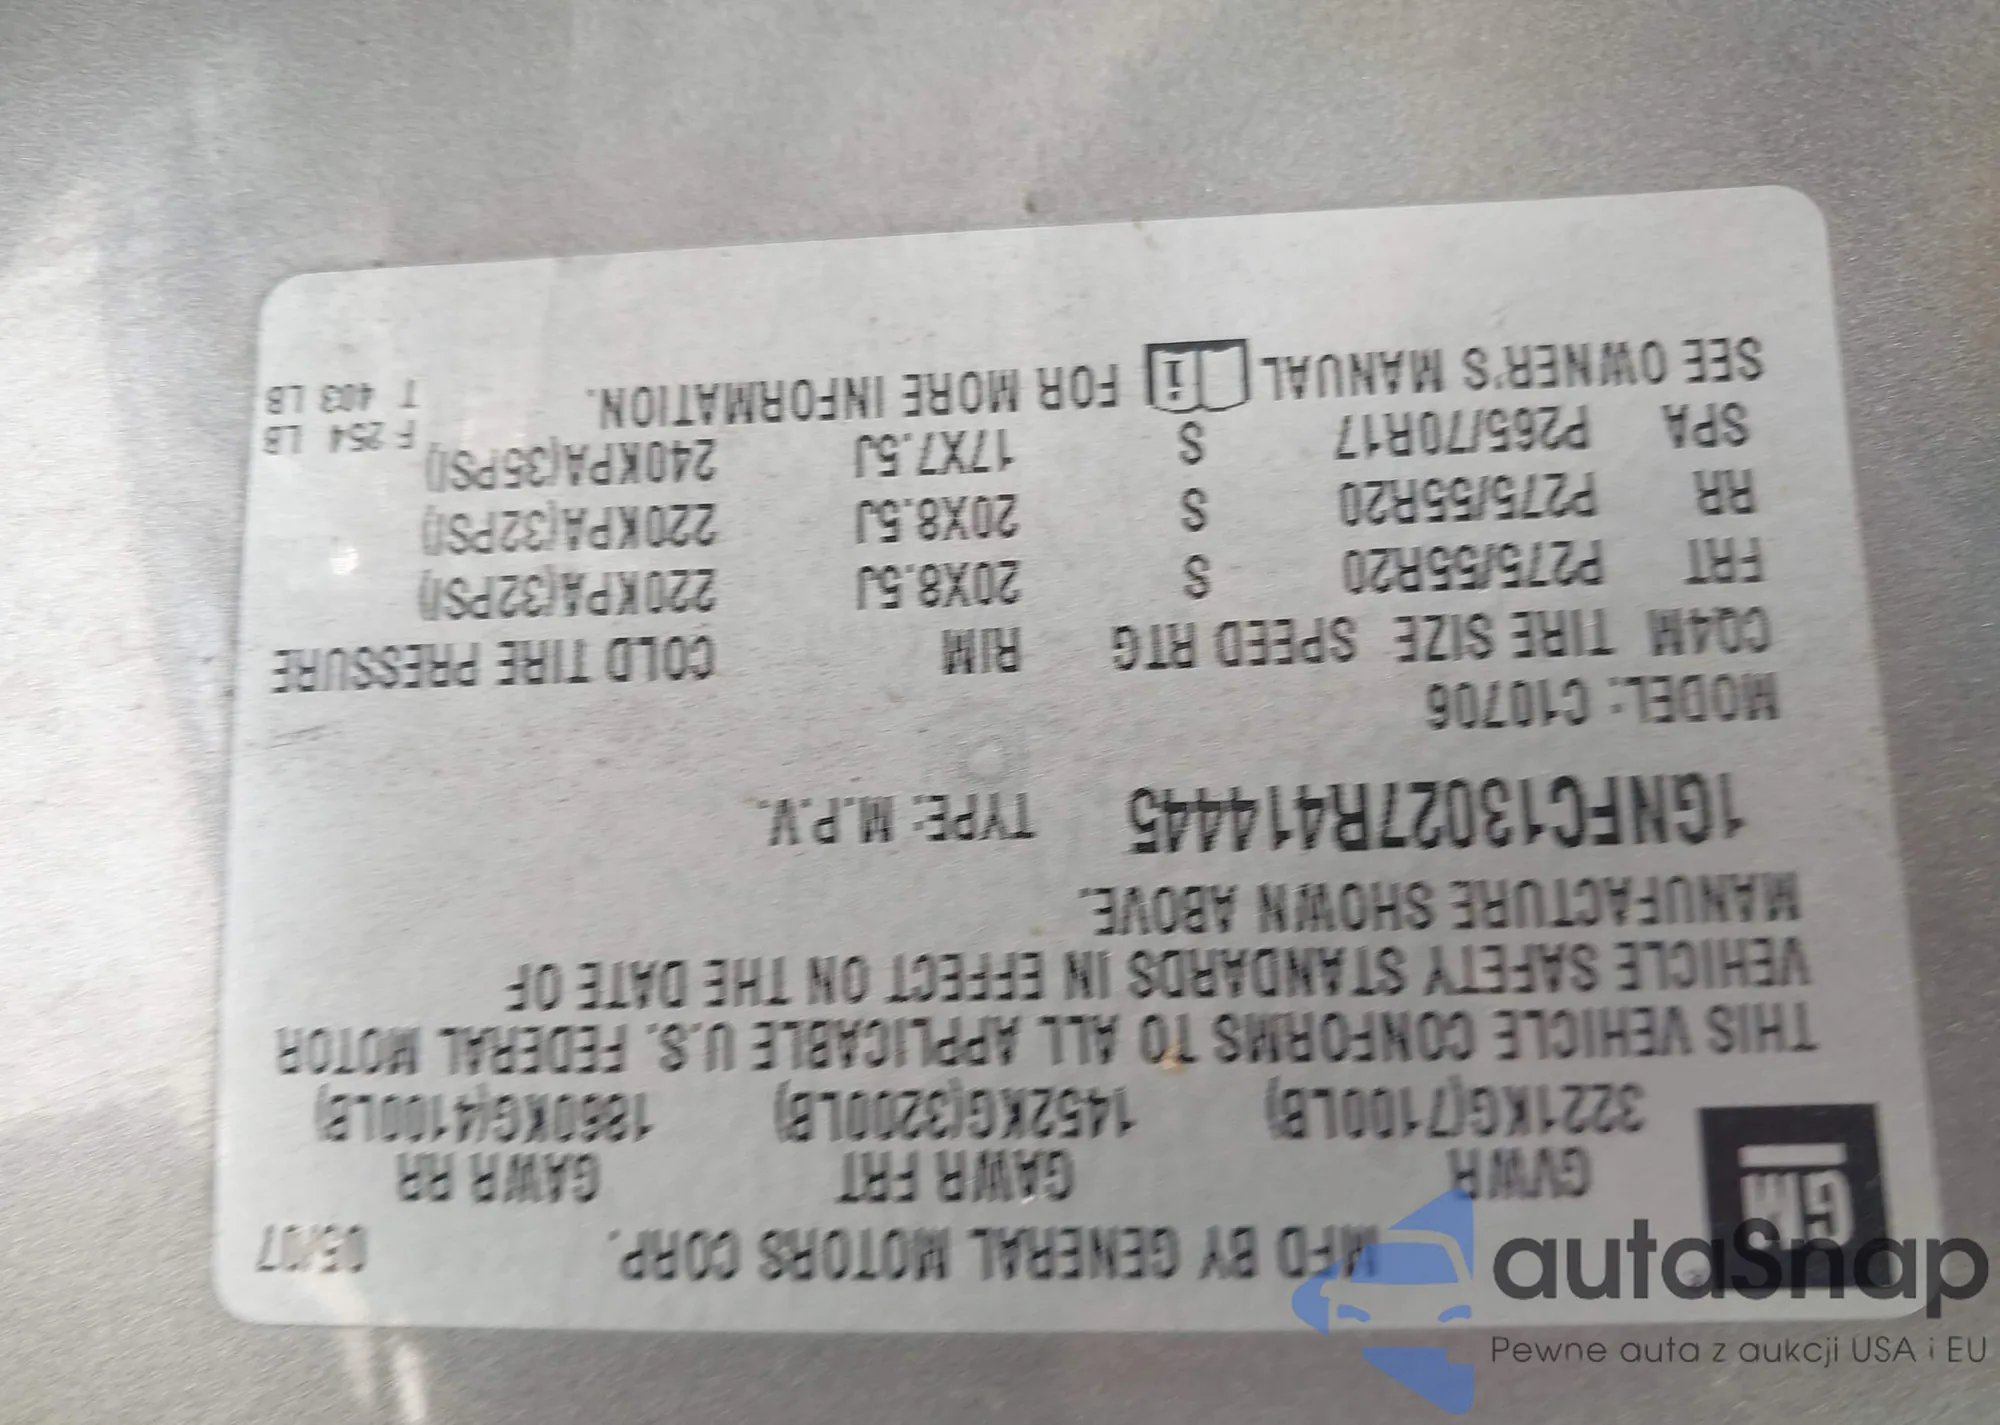 MFD BY GENERAL MOTORS CORP. 05/07
GM
GVWR GAWR FRT GAWR RR
3221KG(7100LB) 1452KG(3200LB) 1860KG(4100LB)
THIS VEHICLE CONFORMS TO ALL APPLICABLE U.S. FEDERAL MOTOR
VEHICLE SAFETY STANDARDS IN EFFECT ON THE DATE OF
MANUFACTURE SHOWN ABOVE.
1GNFC13027R414445 TYPE: M.P.V.
MODEL: C10706
CQ4M TIRE SIZE SPEED RTG RIM COLD TIRE PRESSURE
FRT P275/55R20 S 20X8.5J 220KPA(32PSI)
RR P275/55R20 S 20X8.5J 220KPA(32PSI)
SPA P265/70R17 S 17X7.5J 240KPA(35PSI)
F 254 LB
SEE OWNER'S MANUAL i FOR MORE INFORMATION.
T 403 LB
autaSnap
Pewne auta z aukcji USA i EU